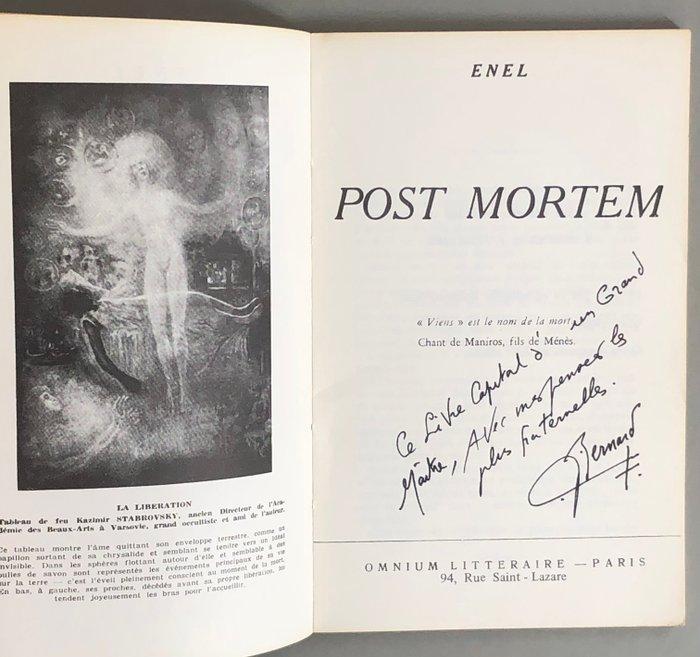 LA LIBERATION
Tableau de feu Kazimir STABROVSKY, ancien Directeur de l'Aca-
démie des Beaux-Arts à Varsovie, grand occultiste et ami de l'auteur.
Ce tableau montre l'âme quittant son enveloppe terrestre, comme un
papillon sortant de sa chrysalide et semblant se tendre vers un idéal
invisible. Dans les sphères flottant autour d'elle et semblable à des
bulles de savon sont représentés les événements principaux de sa vie
sur la terre — c'est l'éveil pleinement conscient au moment de la mort.
En bas, à gauche, ses proches, décédés avant sa propre libération, lui
tendent joyeusement les bras pour l'accueillir.
ENEL
POST MORTEM
« Viens » est le nom de la mort
Chant de Maniros, fils de Ménès.
Ce Livre Capital d'un Grand
Maître, Avec mes pensées les
plus fraternelles.
Bernard
OMNIUM LITTERAIRE — PARIS
94, Rue Saint-Lazare